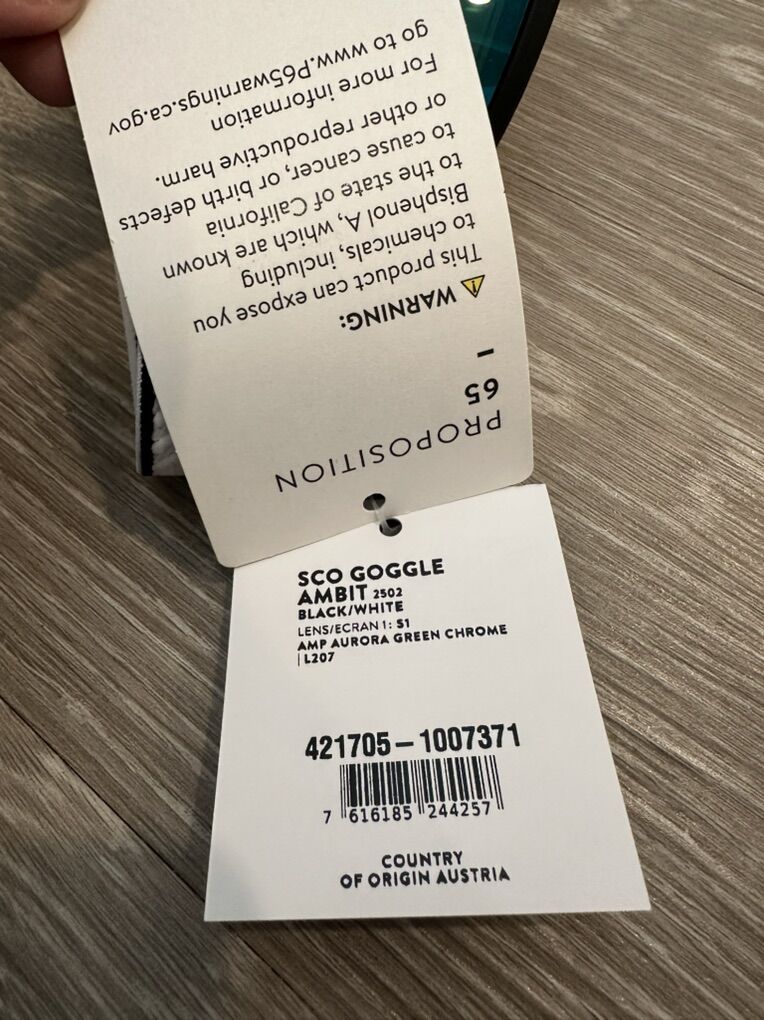 PROPOSITION
65
–
WARNING:
This product can expose you
to chemicals, including
Bisphenol A, which are known
to the state of California
to cause cancer, or birth defects
or other reproductive harm.
For more information
go to www.P65warnings.ca.gov
SCO GOGGLE
AMBIT 2502
BLACK/WHITE
LENS/ECRAN 1: S1
AMP AURORA GREEN CHROME
| L207
421705 – 1007371
7 616185 244257
COUNTRY
OF ORIGIN AUSTRIA